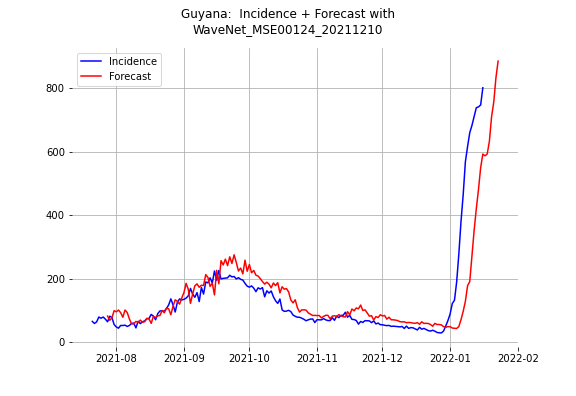 Guyana:  Incidence + Forecast with
WaveNet_MSE00124_20211210
Incidence
Forecast
800
600
400
200
0
2021-08 2021-09 2021-10 2021-11 2021-12 2022-01 2022-02